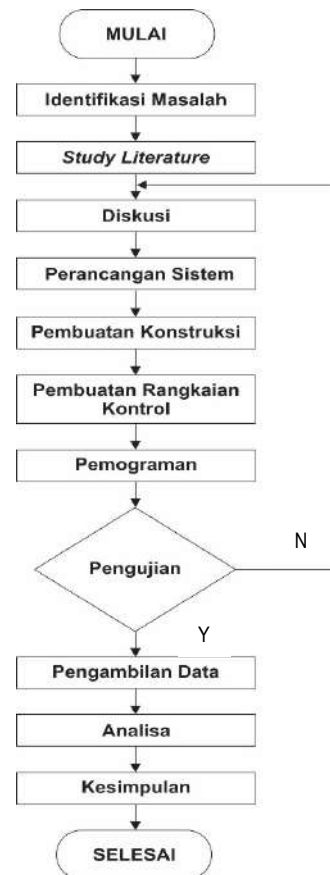 MULAI
Identifikasi Masalah
Study Literature
Diskusi
Perancangan Sistem
Pembuatan Konstruksi
Pembuatan Rangkaian
Kontrol
Pemograman
Pengujian
N
Y
Pengambilan Data
Analisa
Kesimpulan
SELESAI